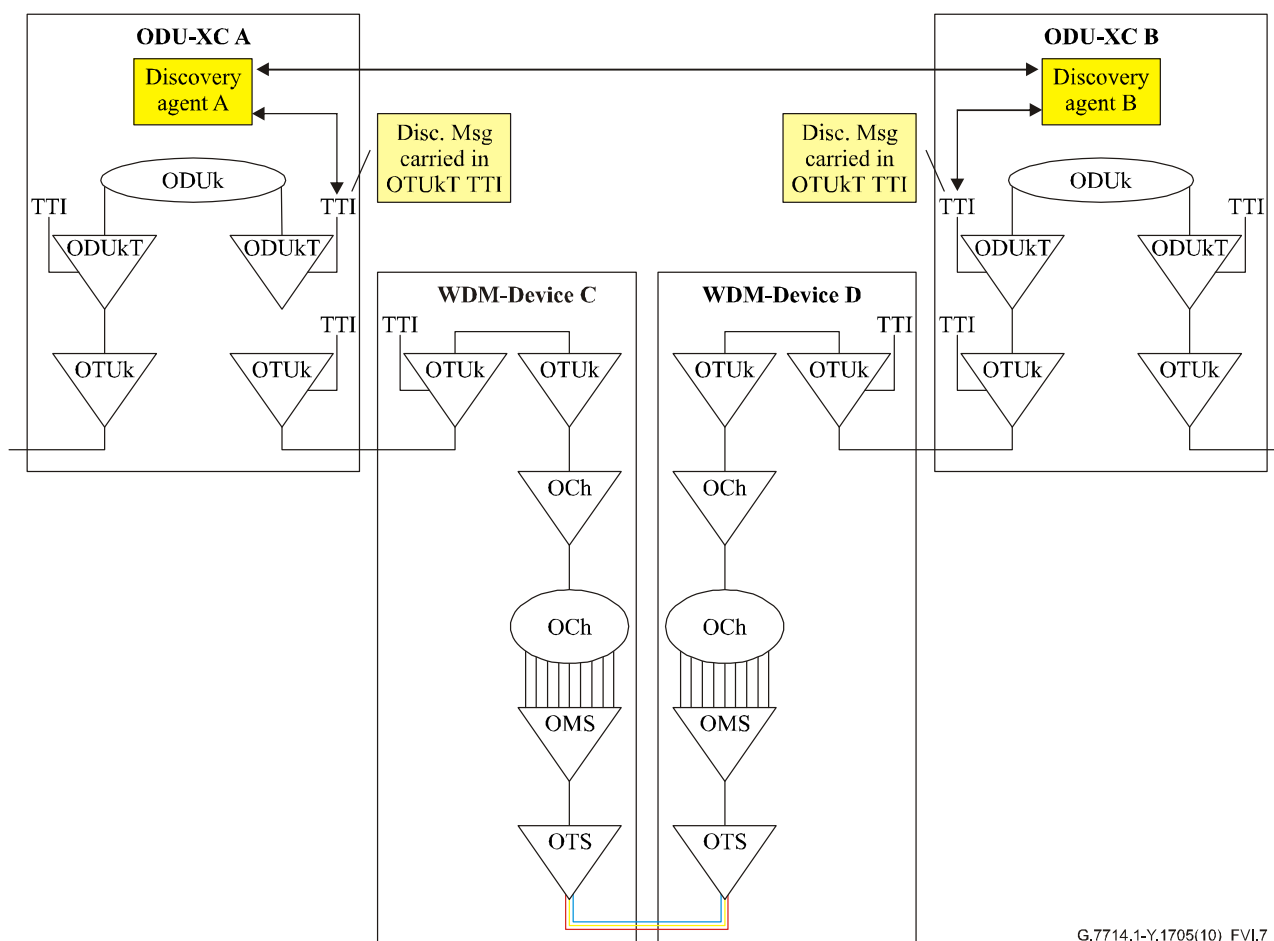 ODU-XC A
ODU-XC B
Discovery
agent A
Discovery
agent B
Disc. Msg
carried in
OTUkT TTI
Disc. Msg
carried in
OTUkT TTI
ODUk
ODUk
TTI
TTI
TTI
TTI
ODUkT
ODUkT
ODUkT
ODUkT
WDM-Device C
WDM-Device D
TTI
TTI
TTI
TTI
OTUk
OTUk
OTUk
OTUk
OTUk
OTUk
OTUk
OTUk
OCh
OCh
OCh
OCh
OMS
OMS
OTS
OTS
G.7714.1-Y.1705(10)_FVI.7